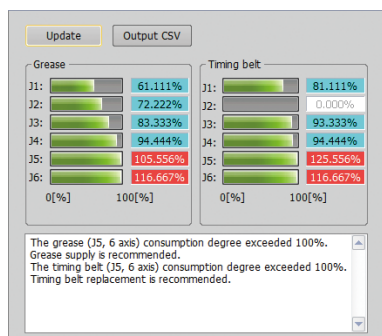 Update Output CSV
Grease Timing belt
J1: 61.111% J1: 81.111%
J2: 72.222% J2: 0.000%
J3: 83.333% J3: 93.333%
J4: 94.444% J4: 94.444%
J5: 105.556% J5: 125.556%
J6: 116.667% J6: 116.667%
0[%] 100[%] 0[%] 100[%]
The grease (J5, 6 axis) consumption degree exceeded 100%.
Grease supply is recommended.
The timing belt (J5, 6 axis) consumption degree exceeded 100%.
Timing belt replacement is recommended.